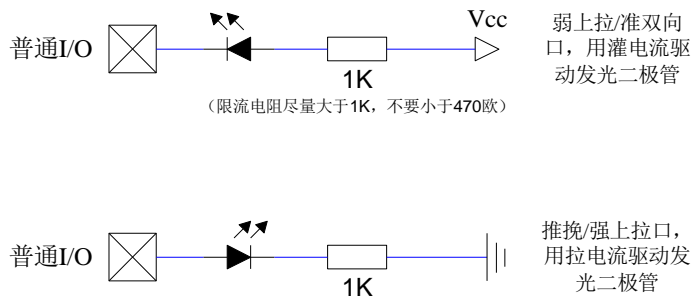 Vcc
普通I/O
1K
（限流电阻尽量大于1K，不要小于470欧）
弱上拉/准双向
口，用灌电流驱
动发光二极管
普通I/O
1K
推挽/强上拉口，
用拉电流驱动发
光二极管